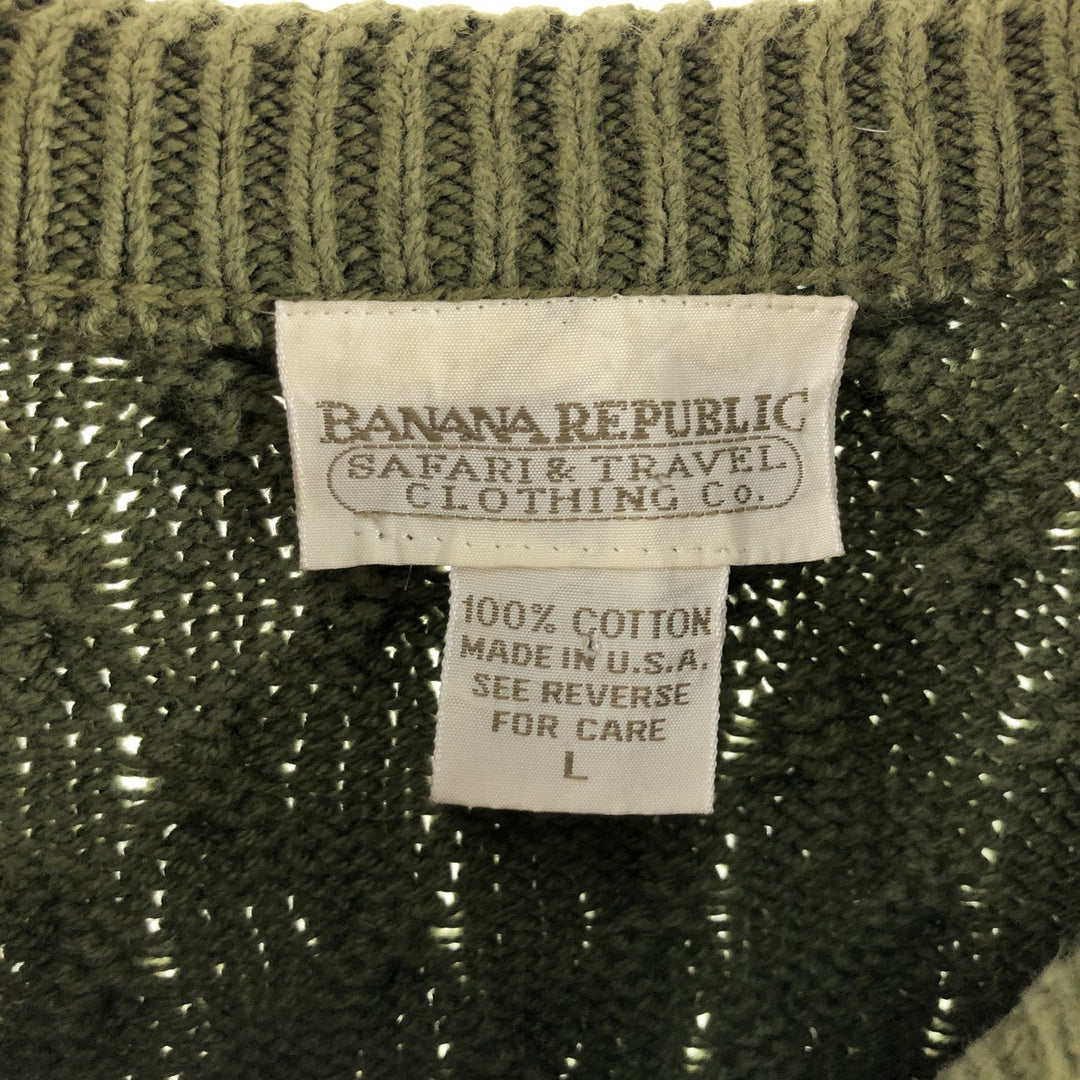 BANANA REPUBLIC
SAFARI & TRAVEL
CLOTHING Co.
100% COTTON
MADE IN U.S.A.
SEE REVERSE
FOR CARE
L